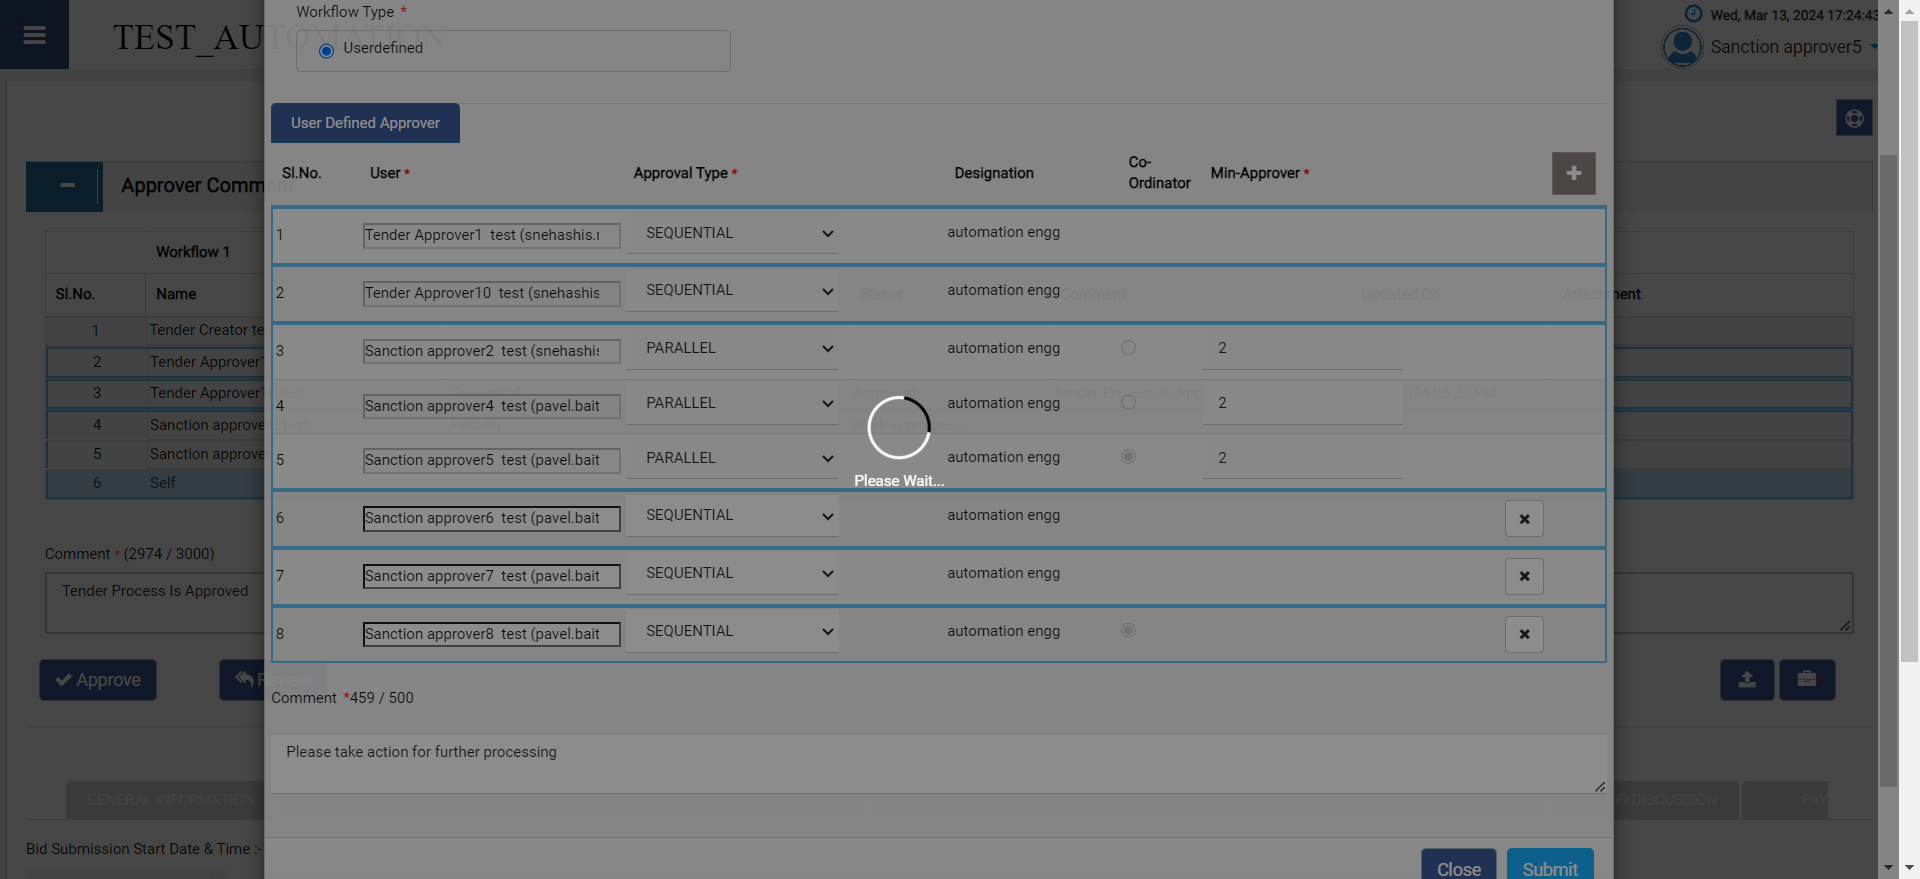 Workflow Type *
Userdefined
TEST_AUTOMATION
Wed, Mar 13, 2024 17:24:43
Sanction approver5
User Defined Approver
Sl.No. User * Approval Type * Designation Co-Ordinator Min-Approver *
1 Tender Approver1 test (snehashis.r SEQUENTIAL automation engg
2 Tender Approver10 test (snehashis SEQUENTIAL automation engg
3 Sanction approver2 test (snehashis PARALLEL automation engg 2
4 Sanction approver4 test (pavel.bait PARALLEL automation engg 2
5 Sanction approver5 test (pavel.bait PARALLEL automation engg 2
6 Sanction approver6 test (pavel.bait SEQUENTIAL automation engg
7 Sanction approver7 test (pavel.bait SEQUENTIAL automation engg
8 Sanction approver8 test (pavel.bait SEQUENTIAL automation engg
Please Wait...
Comment *459 / 500
Please take action for further processing
Close Submit
Approver Comment
Workflow 1
Sl.No. Name Status Comment Updated On Attachment
1 Tender Creator te
2 Tender Approver
3 Tender Approver
4 Sanction approve
5 Sanction approve
6 Self
Comment * (2974 / 3000)
Tender Process Is Approved
Approve Review
GENERAL INFORMATION DISCUSSION PAY
Bid Submission Start Date & Time :-